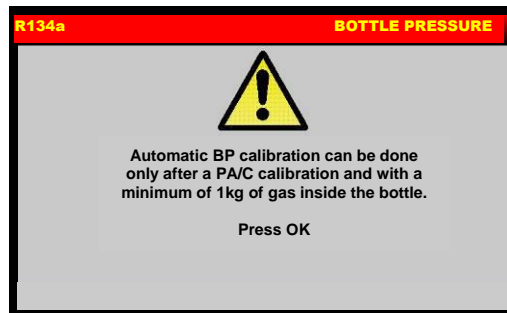 R134a BOTTLE PRESSURE
Automatic BP calibration can be done
only after a PA/C calibration and with a
minimum of 1kg of gas inside the bottle.
Press OK